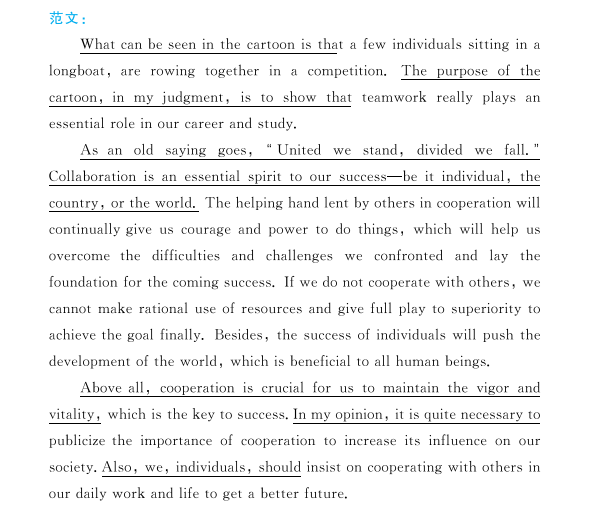 范文：
What can be seen in the cartoon is that a few individuals sitting in a
longboat, are rowing together in a competition. The purpose of the
cartoon, in my judgment, is to show that teamwork really plays an
essential role in our career and study.
As an old saying goes, “United we stand, divided we fall.”
Collaboration is an essential spirit to our success—be it individual, the
country, or the world. The helping hand lent by others in cooperation will
continually give us courage and power to do things, which will help us
overcome the difficulties and challenges we confronted and lay the
foundation for the coming success. If we do not cooperate with others, we
cannot make rational use of resources and give full play to superiority to
achieve the goal finally. Besides, the success of individuals will push the
development of the world, which is beneficial to all human beings.
Above all, cooperation is crucial for us to maintain the vigor and
vitality, which is the key to success. In my opinion, it is quite necessary to
publicize the importance of cooperation to increase its influence on our
society. Also, we, individuals, should insist on cooperating with others in
our daily work and life to get a better future.